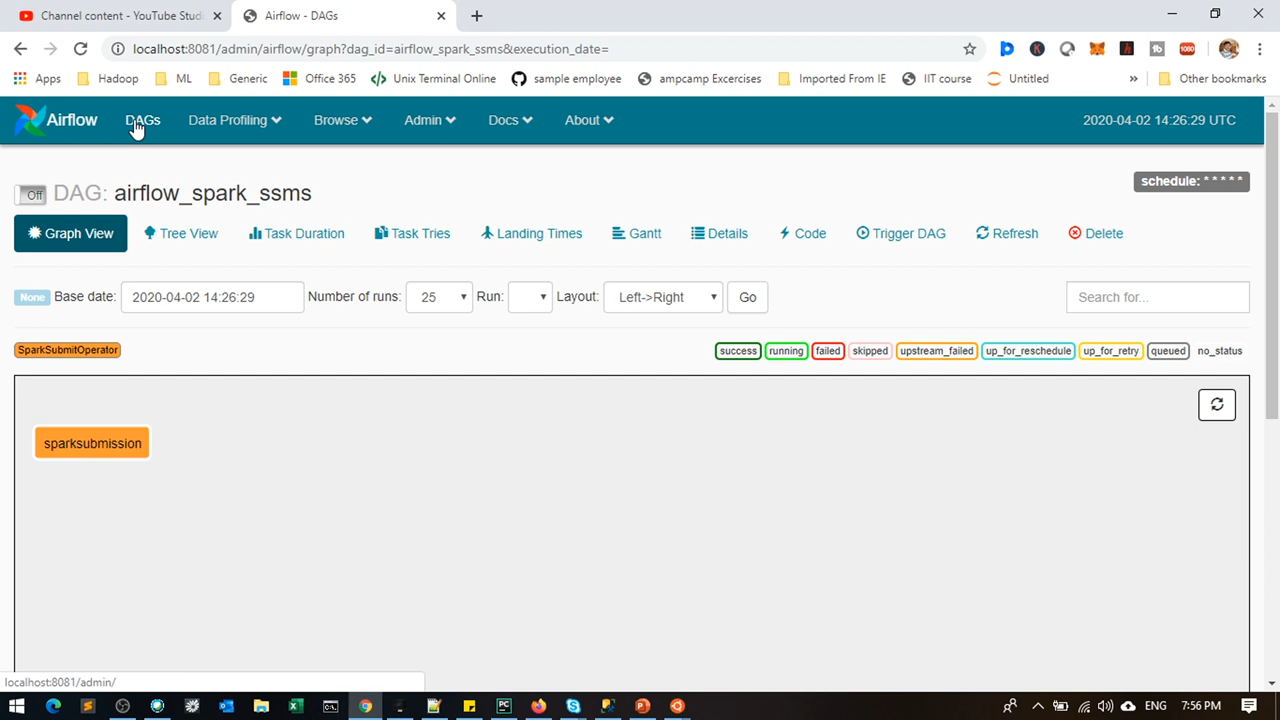 Channel content - YouTube Studi
Airflow - DAGs
localhost:8081/admin/airflow/graph?dag_id=airflow_spark_ssms&execution_date=
Apps Hadoop ML Generic Office 365 Unix Terminal Online sample employee ampcamp Excercises Imported From IE IIT course Untitled » Other bookmarks
Airflow DAGs Data Profiling Browse Admin Docs About 2020-04-02 14:26:29 UTC
Off DAG: airflow_spark_ssms schedule: * * * * *
Graph View Tree View Task Duration Task Tries Landing Times Gantt Details Code Trigger DAG Refresh Delete
None Base date: 2020-04-02 14:26:29 Number of runs: 25 Run: Layout: Left->Right Go Search for...
SparkSubmitOperator success running failed skipped upstream_failed up_for_reschedule up_for_retry queued no_status
sparksubmission
localhost:8081/admin/
ENG 7:56 PM